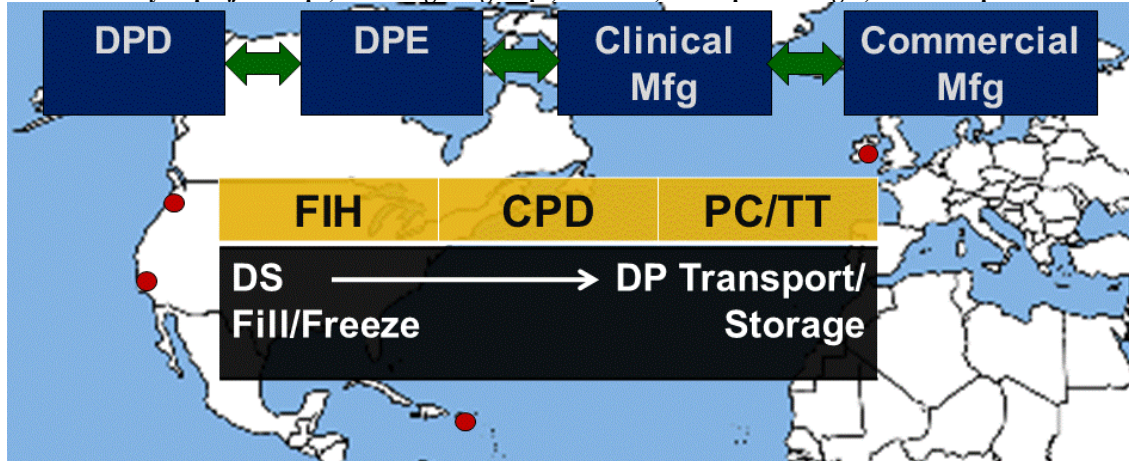 DPD
DPE
Clinical
Mfg
Commercial
Mfg
FIH
CPD
PC/TT
DS
DP Transport/
Fill/Freeze
Storage